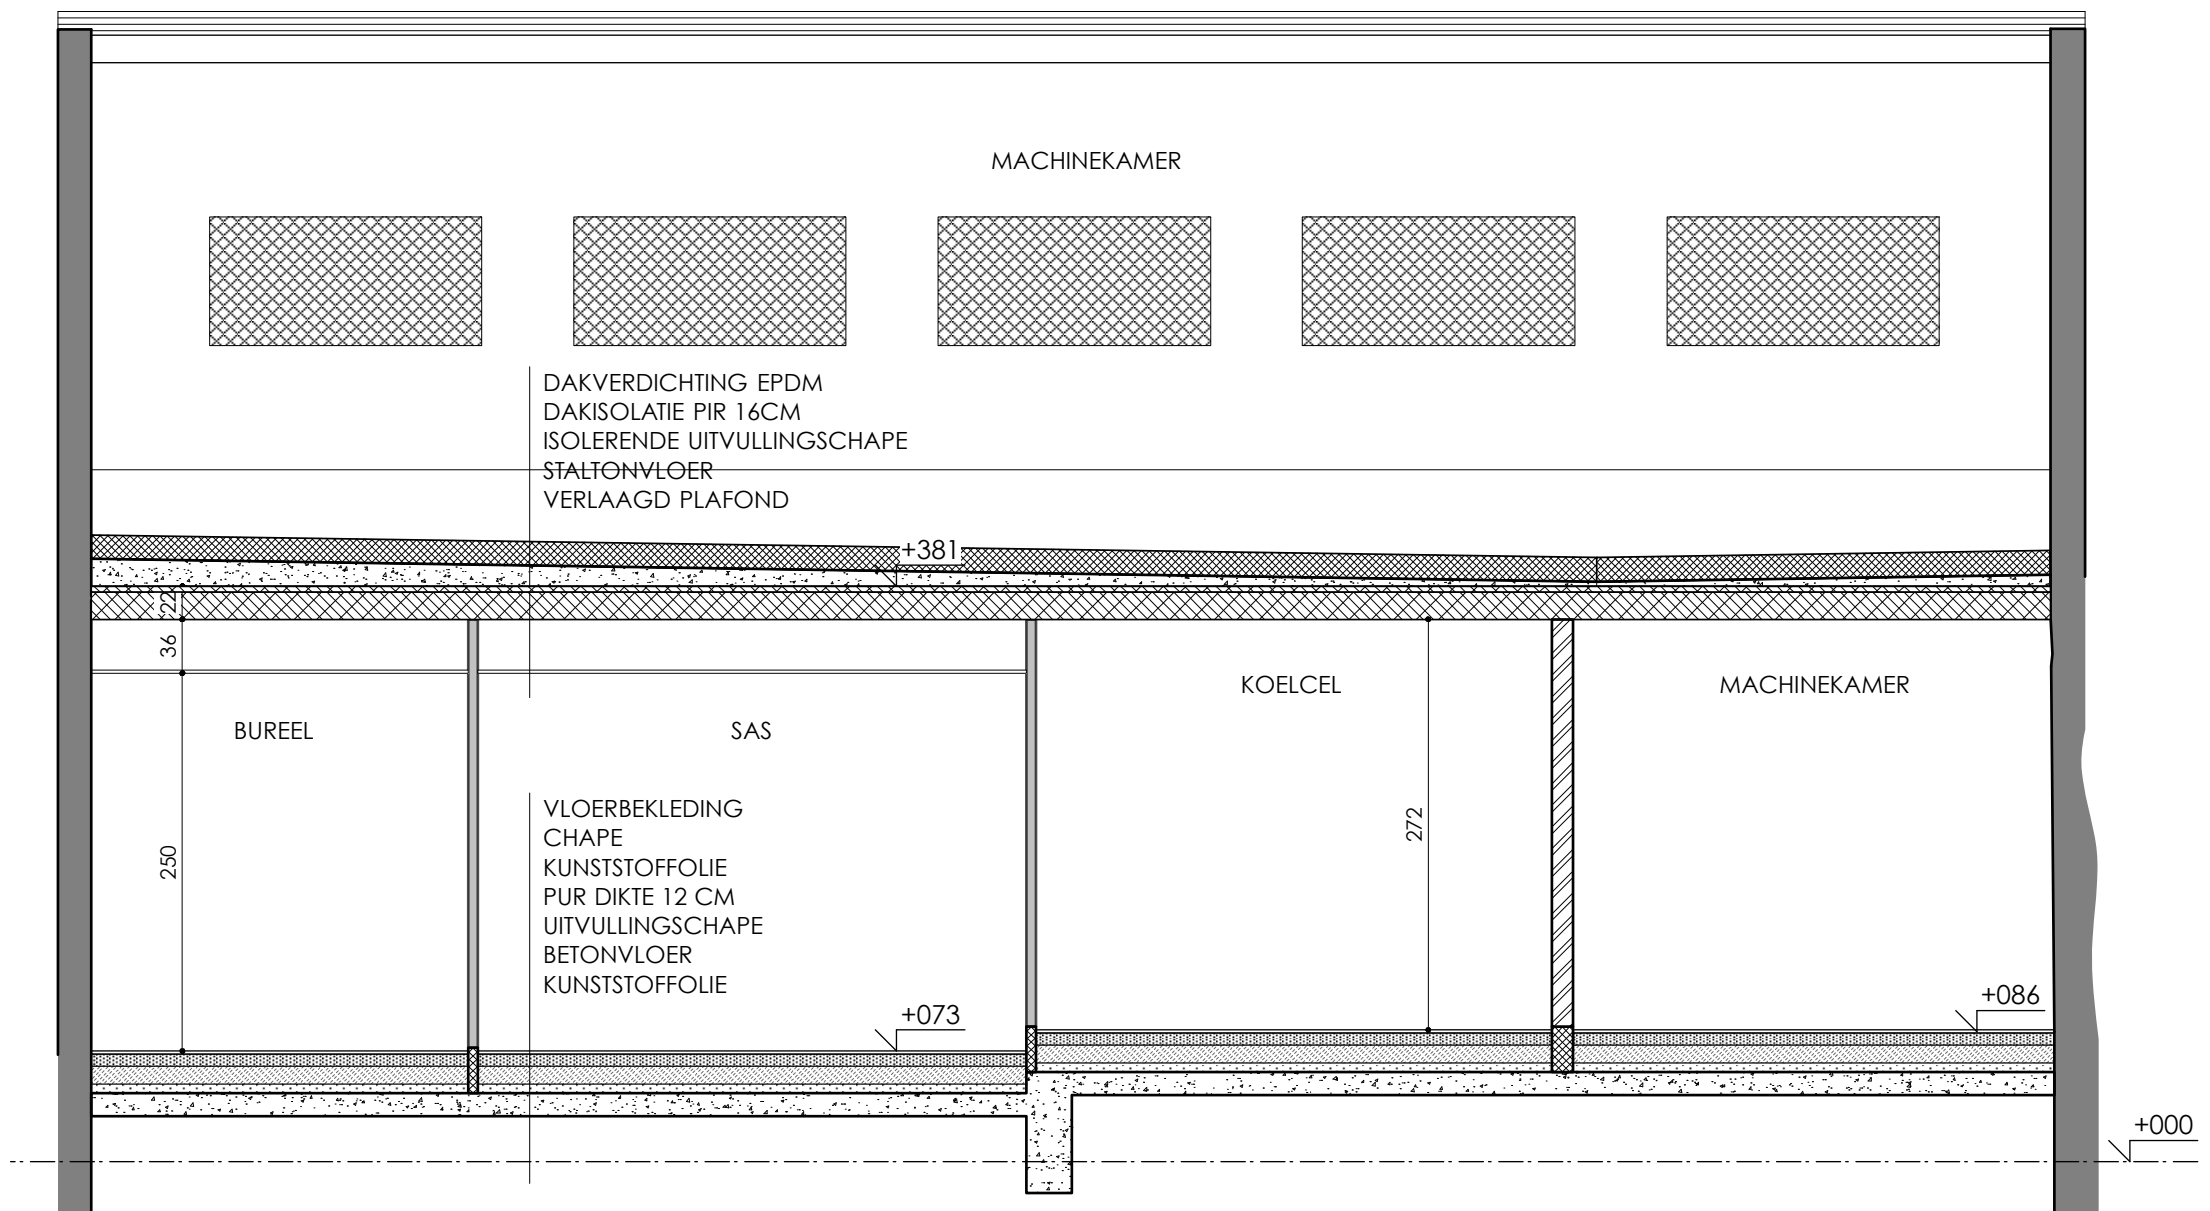 MACHINEKAMER
DAKVERDICHTING EPDM
DAKISOLATIE PIR 16CM
ISOLERENDE UITVULLINGSCHAPE
STALTONVLOER
VERLAAGD PLAFOND
+381
22
36
KOELCEL
MACHINEKAMER
BUREEL
SAS
VLOERBEKLEDING
CHAPE
KUNSTSTOFFOLIE
PUR DIKTE 12 CM
UITVULLINGSCHAPE
BETONVLOER
KUNSTSTOFFOLIE
250
272
+073
+086
+000